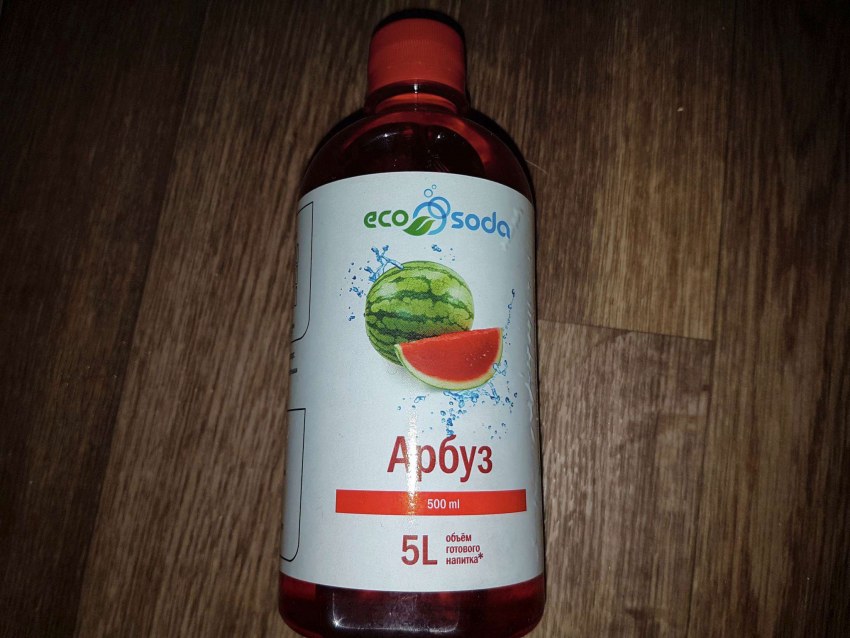 eco soda
Арбуз
500 ml
5L
объём
готового
напитка*